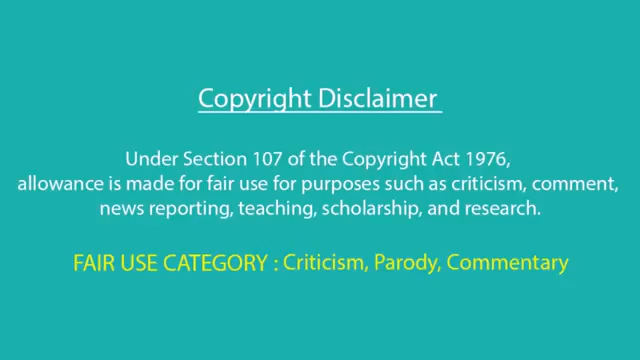 Copyright Disclaimer
Under Section 107 of the Copyright Act 1976,
allowance is made for fair use for purposes such as criticism, comment,
news reporting, teaching, scholarship, and research.
FAIR USE CATEGORY : Criticism, Parody, Commentary